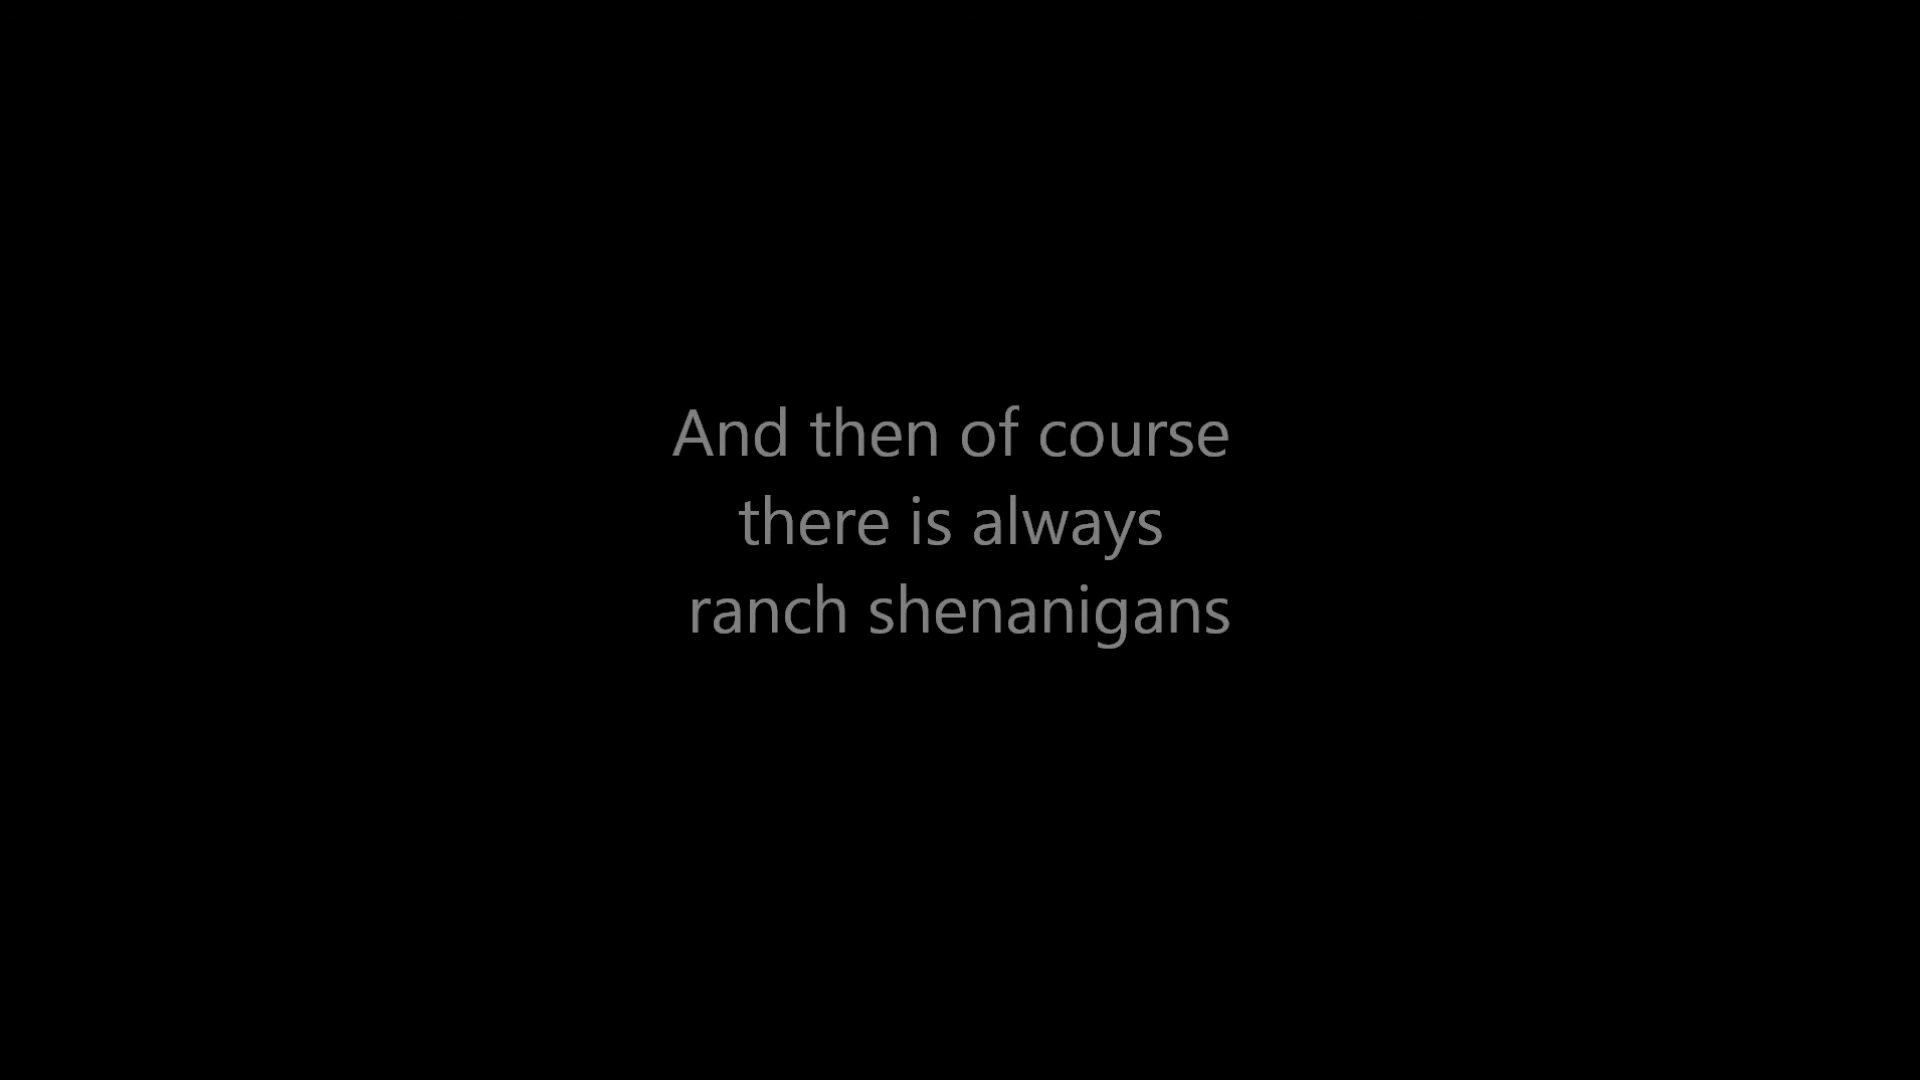 And then of course
there is always
ranch shenanigans